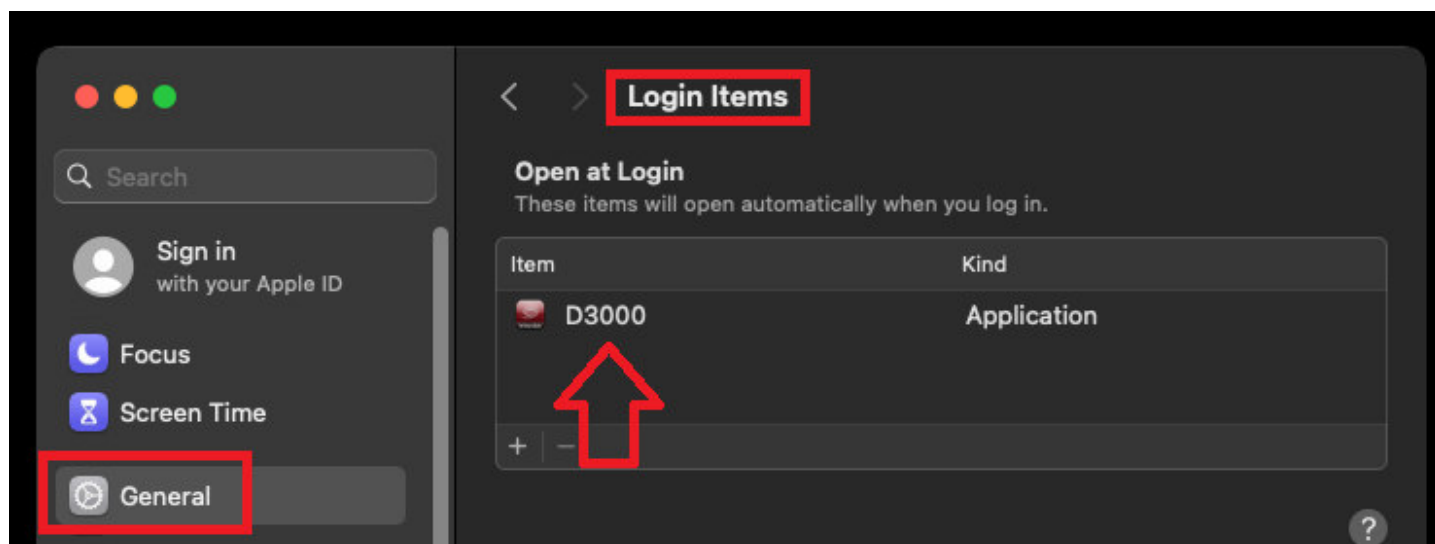 Login Items
Search
Open at Login
These items will open automatically when you log in.
Sign in
with your Apple ID
Item Kind
D3000 Application
Focus
Screen Time
+ −
General
?